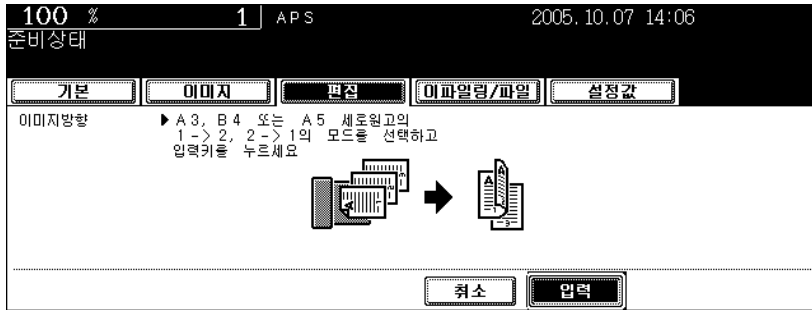 100 % 1 APS 2005.10.07 14:06
준비상태
기본 이미지 편집 이파일링/파일 설정값
이미지방향 ▶A3, B4 또는 A5 세로원고의
1 -> 2, 2 -> 1의 모드를 선택하고
입력키를 누르세요
취소 입력